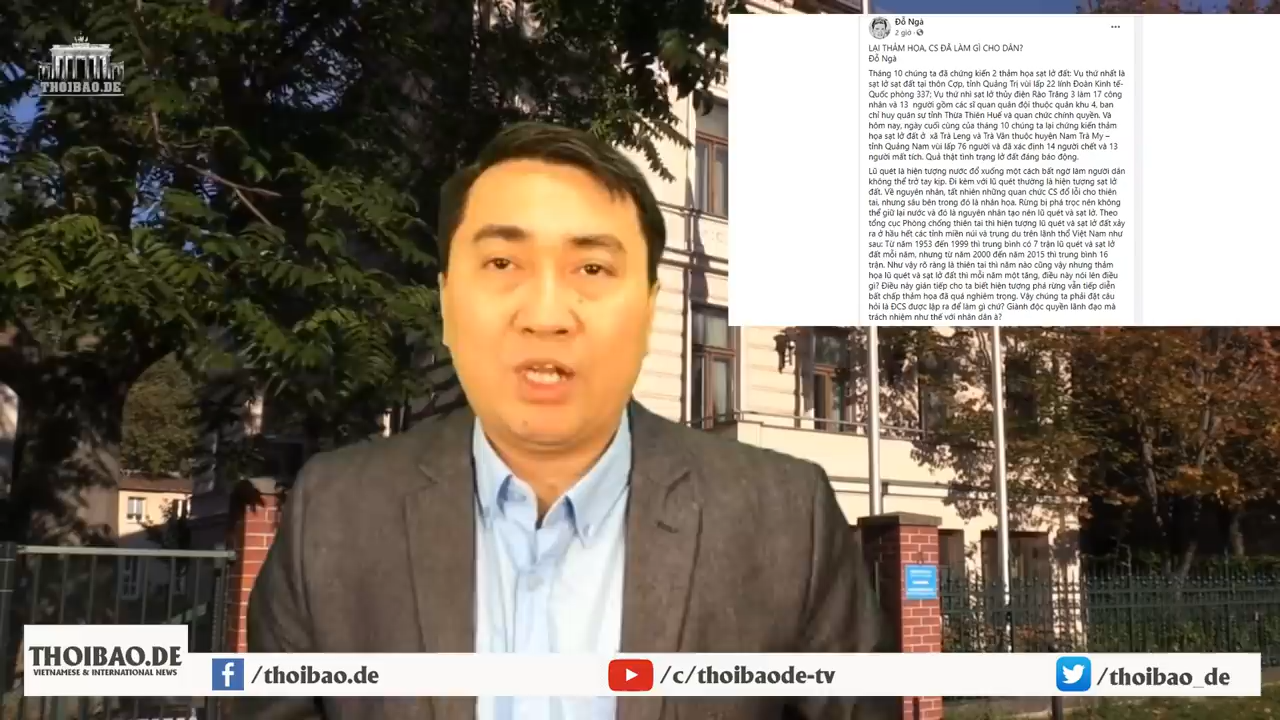 THOIBAO.DE
Đỗ Ngà
2 giờ
LẠI THẢM HỌA, CS ĐÃ LÀM GÌ CHO DÂN?
Đỗ Ngà
Tháng 10 chúng ta đã chứng kiến 2 thảm họa sạt lở đất: Vụ thứ nhất là
sạt lở sạt đất tại thôn Cợp, tỉnh Quảng Trị vùi lấp 22 lính Đoàn Kinh tế-
Quốc phòng 337; Vụ thứ nhì sạt lở thủy điện Rào Trăng 3 làm 17 công
nhân và 13 người gồm các sĩ quan quân đội thuộc quân khu 4, ban
chỉ huy quân sự tỉnh Thừa Thiên Huế và quan chức chính quyền. Và
hôm nay, ngày cuối cùng của tháng 10 chúng ta lại chứng kiến thảm
họa sạt lở đất ở xã Trà Leng và Trà Vân thuộc huyện Nam Trà My –
tỉnh Quảng Nam vùi lấp 76 người và đã xác định 14 người chết và 13
người mất tích. Quả thật tình trạng lở đất đáng báo động.
Lũ quét là hiện tượng nước đổ xuống một cách bất ngờ làm người dân
không thể trở tay kịp. Đi kèm với lũ quét thường là hiện tượng sạt lở
đất. Về nguyên nhân, tất nhiên những quan chức CS đổ lỗi cho thiên
tai, nhưng sâu bên trong đó là nhân họa. Rừng bị phá trọc nên không
thể giữ lại nước và đó là nguyên nhân tạo nên lũ quét và sạt lở. Theo
tổng cục Phòng chống thiên tai thì hiện tượng lũ quét và sạt lở đất xảy
ra ở hầu hết các tỉnh miền núi và trung du trên lãnh thổ Việt Nam như
sau: Từ năm 1953 đến 1999 thì trung bình có 7 trận lũ quét và sạt lở
đất mỗi năm, nhưng từ năm 2000 đến năm 2015 thì trung bình 16
trận. Như vậy rõ ràng là thiên tai thì năm nào cũng vậy nhưng thảm
họa lũ quét và sạt lở đất thì mỗi năm một tăng, điều này nói lên điều
gì? Điều này gián tiếp cho ta biết hiện tượng phá rừng vẫn tiếp diễn
bất chấp thảm họa đã quá nghiêm trọng. Vậy chúng ta phải đặt câu
hỏi là ĐCS được lập ra để làm gì chứ? Giành độc quyền lãnh đạo mà
trách nhiệm như thế với nhân dân à?
THOIBAO.DE
VIETNAMESE & INTERNATIONAL NEWS
/thoibao.de
/c/thoibaode-tv
/thoibao_de